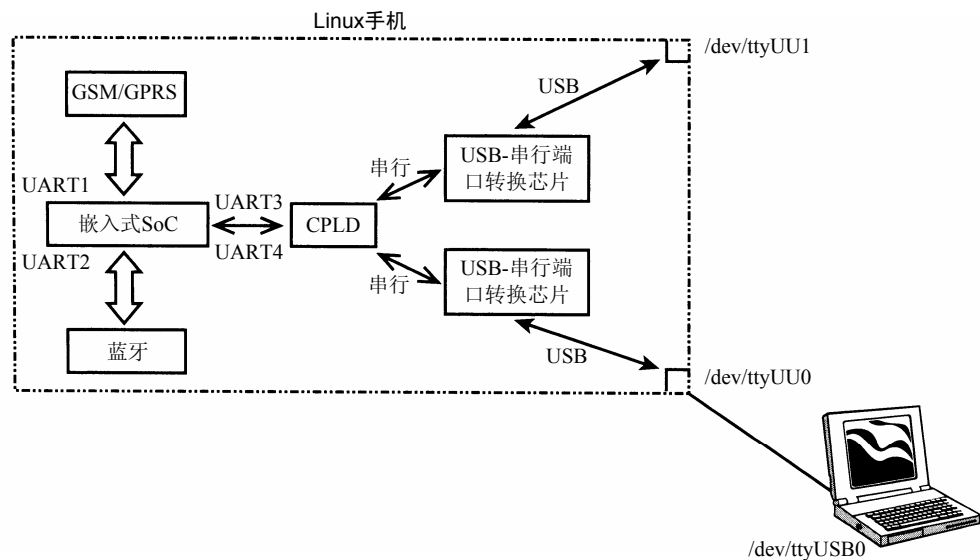 Linux手机
/dev/ttyUU1
GSM/GPRS
USB
串行
USB-串行端
口转换芯片
UART1
UART3
嵌入式SoC
CPLD
UART4
UART2
串行
USB-串行端
口转换芯片
蓝牙
USB
/dev/ttyUU0
/dev/ttyUSB0